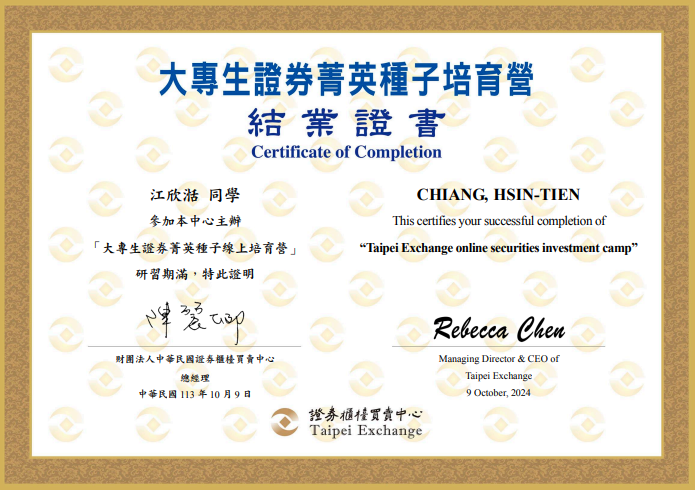 大專生證券菁英種子培育營
結業證書
Certificate of Completion
江欣湉 同學
參加本中心主辦
「大專生證券菁英種子線上培育營」
研習期滿，特此證明
財團法人中華民國證券櫃檯買賣中心
總經理
中華民國 113 年 10 月 9 日
CHIANG, HSIN-TIEN
This certifies your successful completion of
“Taipei Exchange online securities investment camp”
Rebecca Chen
Managing Director & CEO of
Taipei Exchange
9 October, 2024
證券櫃檯買賣中心
Taipei Exchange